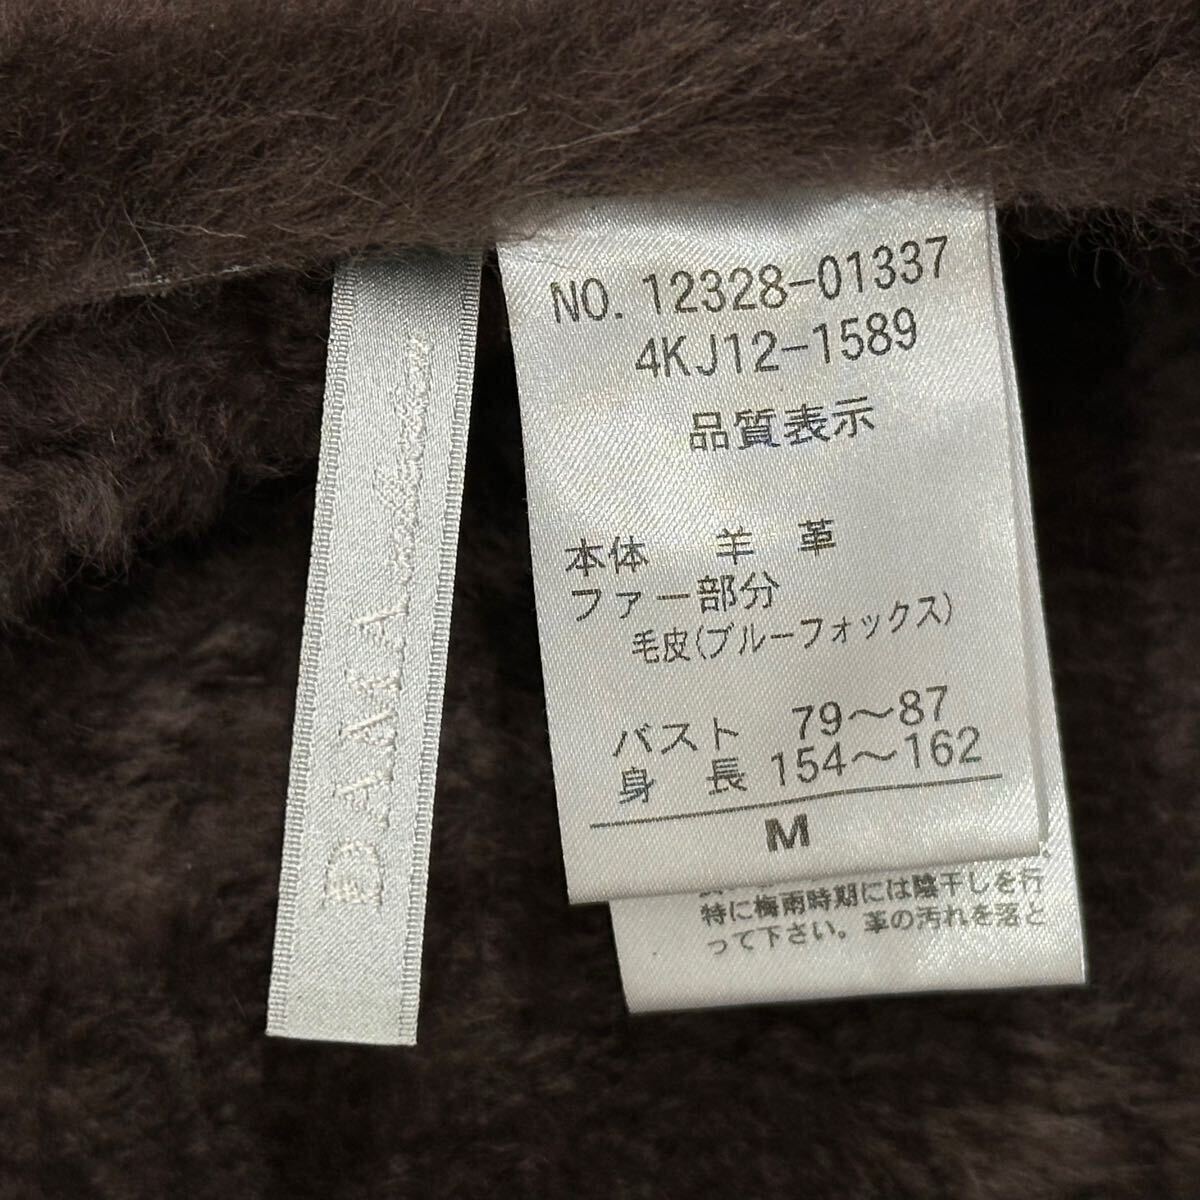 NO. 12328-01337
4KJ12-1589
品質表示
本体 羊 革
ファー部分
毛皮(ブルーフォックス)
バスト 79〜87
身 長 154〜162
M
特に梅雨時期には陰干しを行
って下さい。革の汚れを落と
DAMA